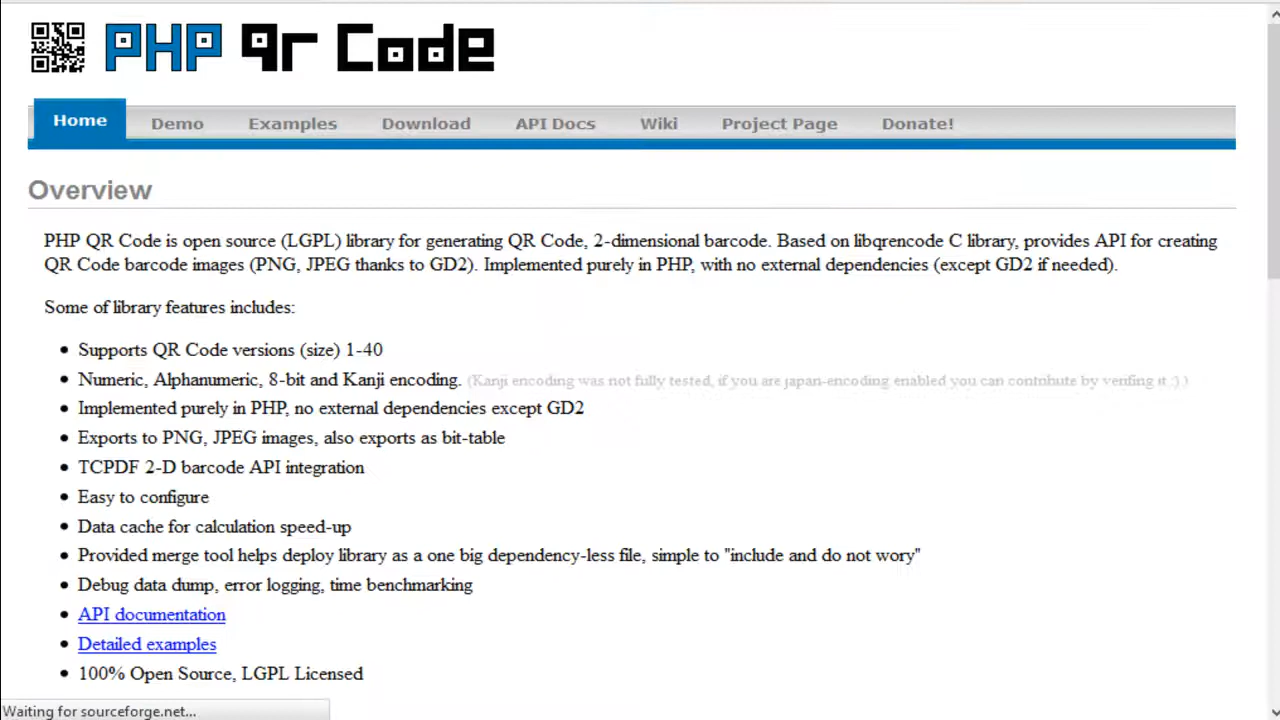 PHP qr Code
Home Demo Examples Download API Docs Wiki Project Page Donate!
Overview
PHP QR Code is open source (LGPL) library for generating QR Code, 2-dimensional barcode. Based on libqrencode C library, provides API for creating
QR Code barcode images (PNG, JPEG thanks to GD2). Implemented purely in PHP, with no external dependencies (except GD2 if needed).
Some of library features includes:
Supports QR Code versions (size) 1-40
Numeric, Alphanumeric, 8-bit and Kanji encoding. (Kanji encoding was not fully tested, if you are japan-encoding enabled you can contribute by verifing it :) )
Implemented purely in PHP, no external dependencies except GD2
Exports to PNG, JPEG images, also exports as bit-table
TCPDF 2-D barcode API integration
Easy to configure
Data cache for calculation speed-up
Provided merge tool helps deploy library as a one big dependency-less file, simple to "include and do not wory"
Debug data dump, error logging, time benchmarking
API documentation
Detailed examples
100% Open Source, LGPL Licensed
Waiting for sourceforge.net...